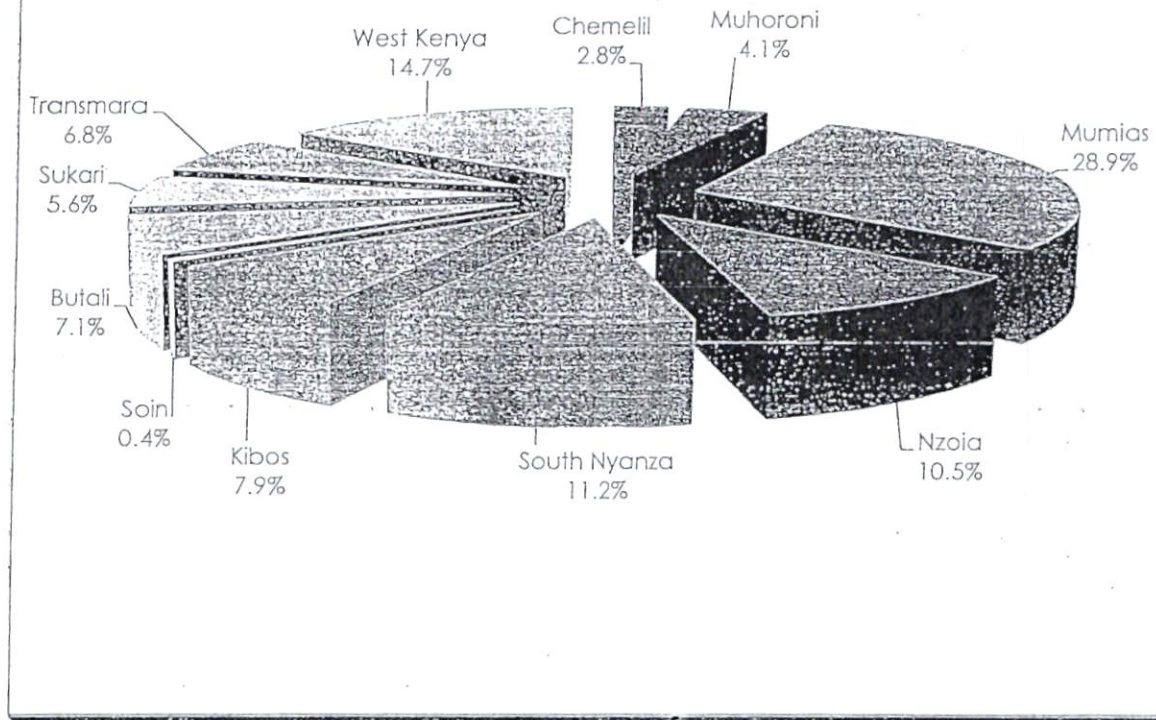 Chemelil
2.8%
Muhoroni
4.1%
West Kenya
14.7%
Transmara
6.8%
Mumias
28.9%
Sukari
5.6%
Butali
7.1%
Soin
0.4%
Kibos
7.9%
South Nyanza
11.2%
Nzoia
10.5%